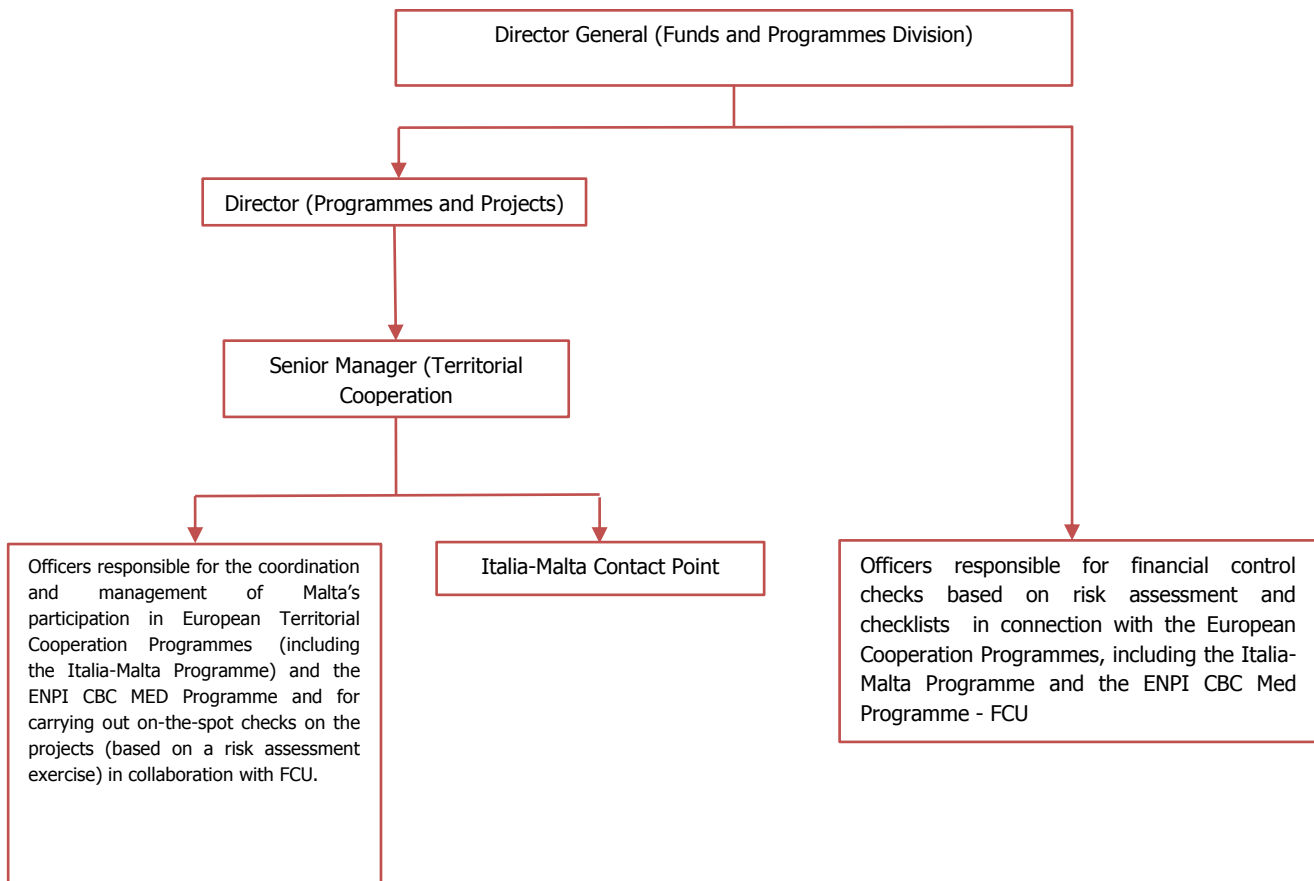 Director General (Funds and Programmes Division)
Director (Programmes and Projects)
Senior Manager (Territorial
Cooperation
Officers responsible for the coordination
and management of Malta’s
participation in European Territorial
Cooperation Programmes (including
the Italia-Malta Programme) and the
ENPI CBC MED Programme and for
carrying out on-the-spot checks on the
projects (based on a risk assessment
exercise) in collaboration with FCU.
Italia-Malta Contact Point
Officers responsible for financial control
checks based on risk assessment and
checklists in connection with the European
Cooperation Programmes, including the Italia-
Malta Programme and the ENPI CBC Med
Programme - FCU